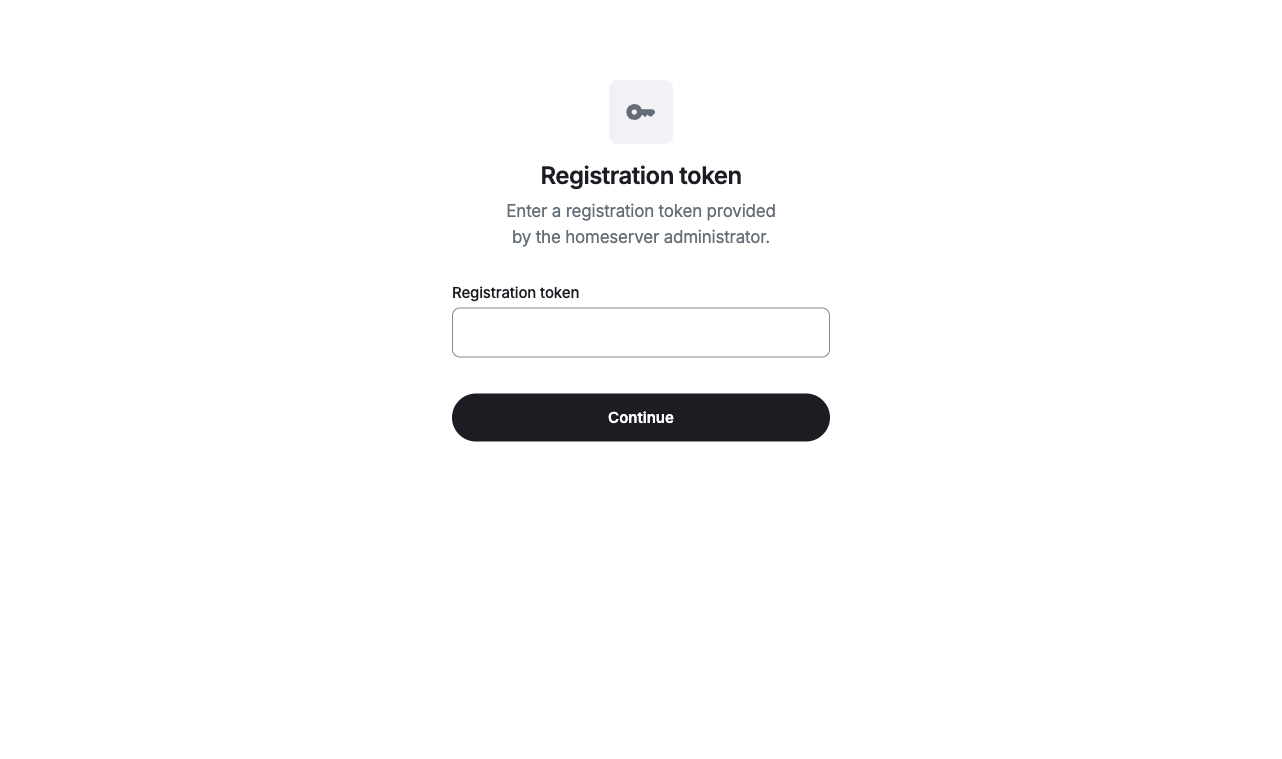 Registration token
Enter a registration token provided
by the homeserver administrator.
Registration token
Continue